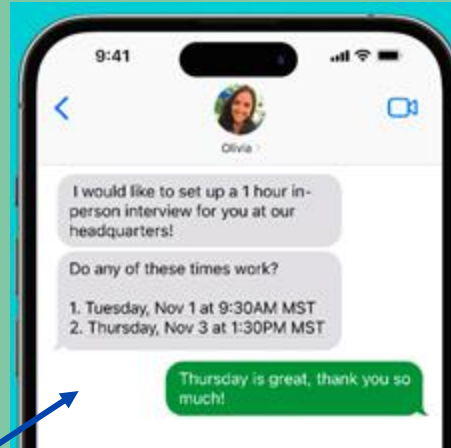 9:41
Olivia
I would like to set up a 1 hour in-
person interview for you at our
headquarters!
Do any of these times work?
1. Tuesday, Nov 1 at 9:30AM MST
2. Thursday, Nov 3 at 1:30PM MST
Thursday is great, thank you so
much!